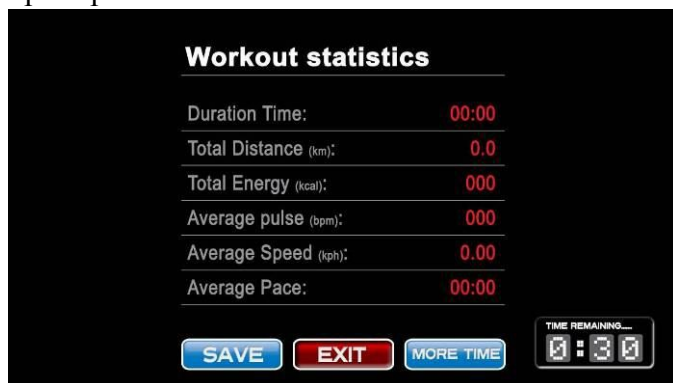 Workout statistics
Duration Time: 00:00
Total Distance (km): 0.0
Total Energy (kcal): 000
Average pulse (bpm): 000
Average Speed (kph): 0.00
Average Pace: 00:00
SAVE EXIT MORE TIME
TIME REMAINING....
0:30